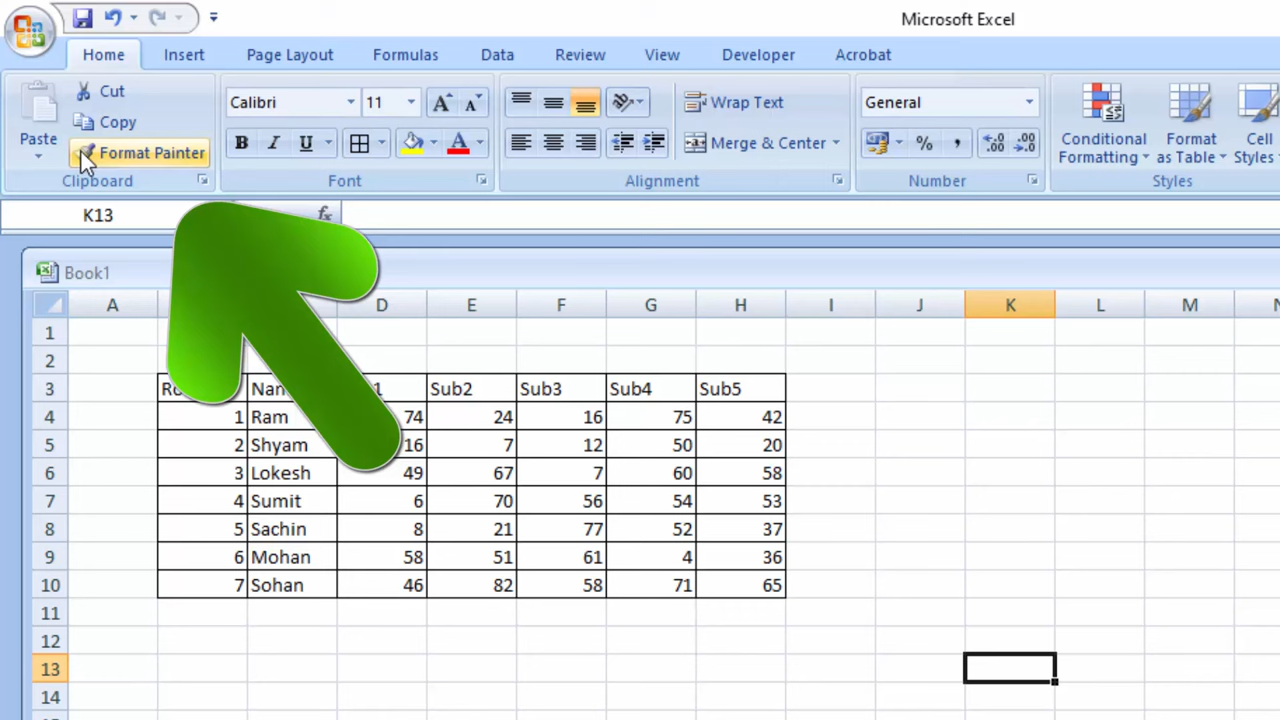 Microsoft Excel
Home Insert Page Layout Formulas Data Review View Developer Acrobat
Paste
Cut
Copy
Format Painter
Clipboard
Calibri 11
B I U
Font
Wrap Text
Merge & Center
Alignment
General
% ,
Number
Conditional Formatting
Format as Table
Cell Styles
Styles
K13 fx
Book1
A D E F G H I J K L M N
1
2
3 Sub2 Sub3 Sub4 Sub5
4 1 Ram 74 24 16 75 42
5 2 Shyam 16 7 12 50 20
6 3 Lokesh 49 67 7 60 58
7 4 Sumit 6 70 56 54 53
8 5 Sachin 8 21 77 52 37
9 6 Mohan 58 51 61 4 36
10 7 Sohan 46 82 58 71 65
11
12
13
14